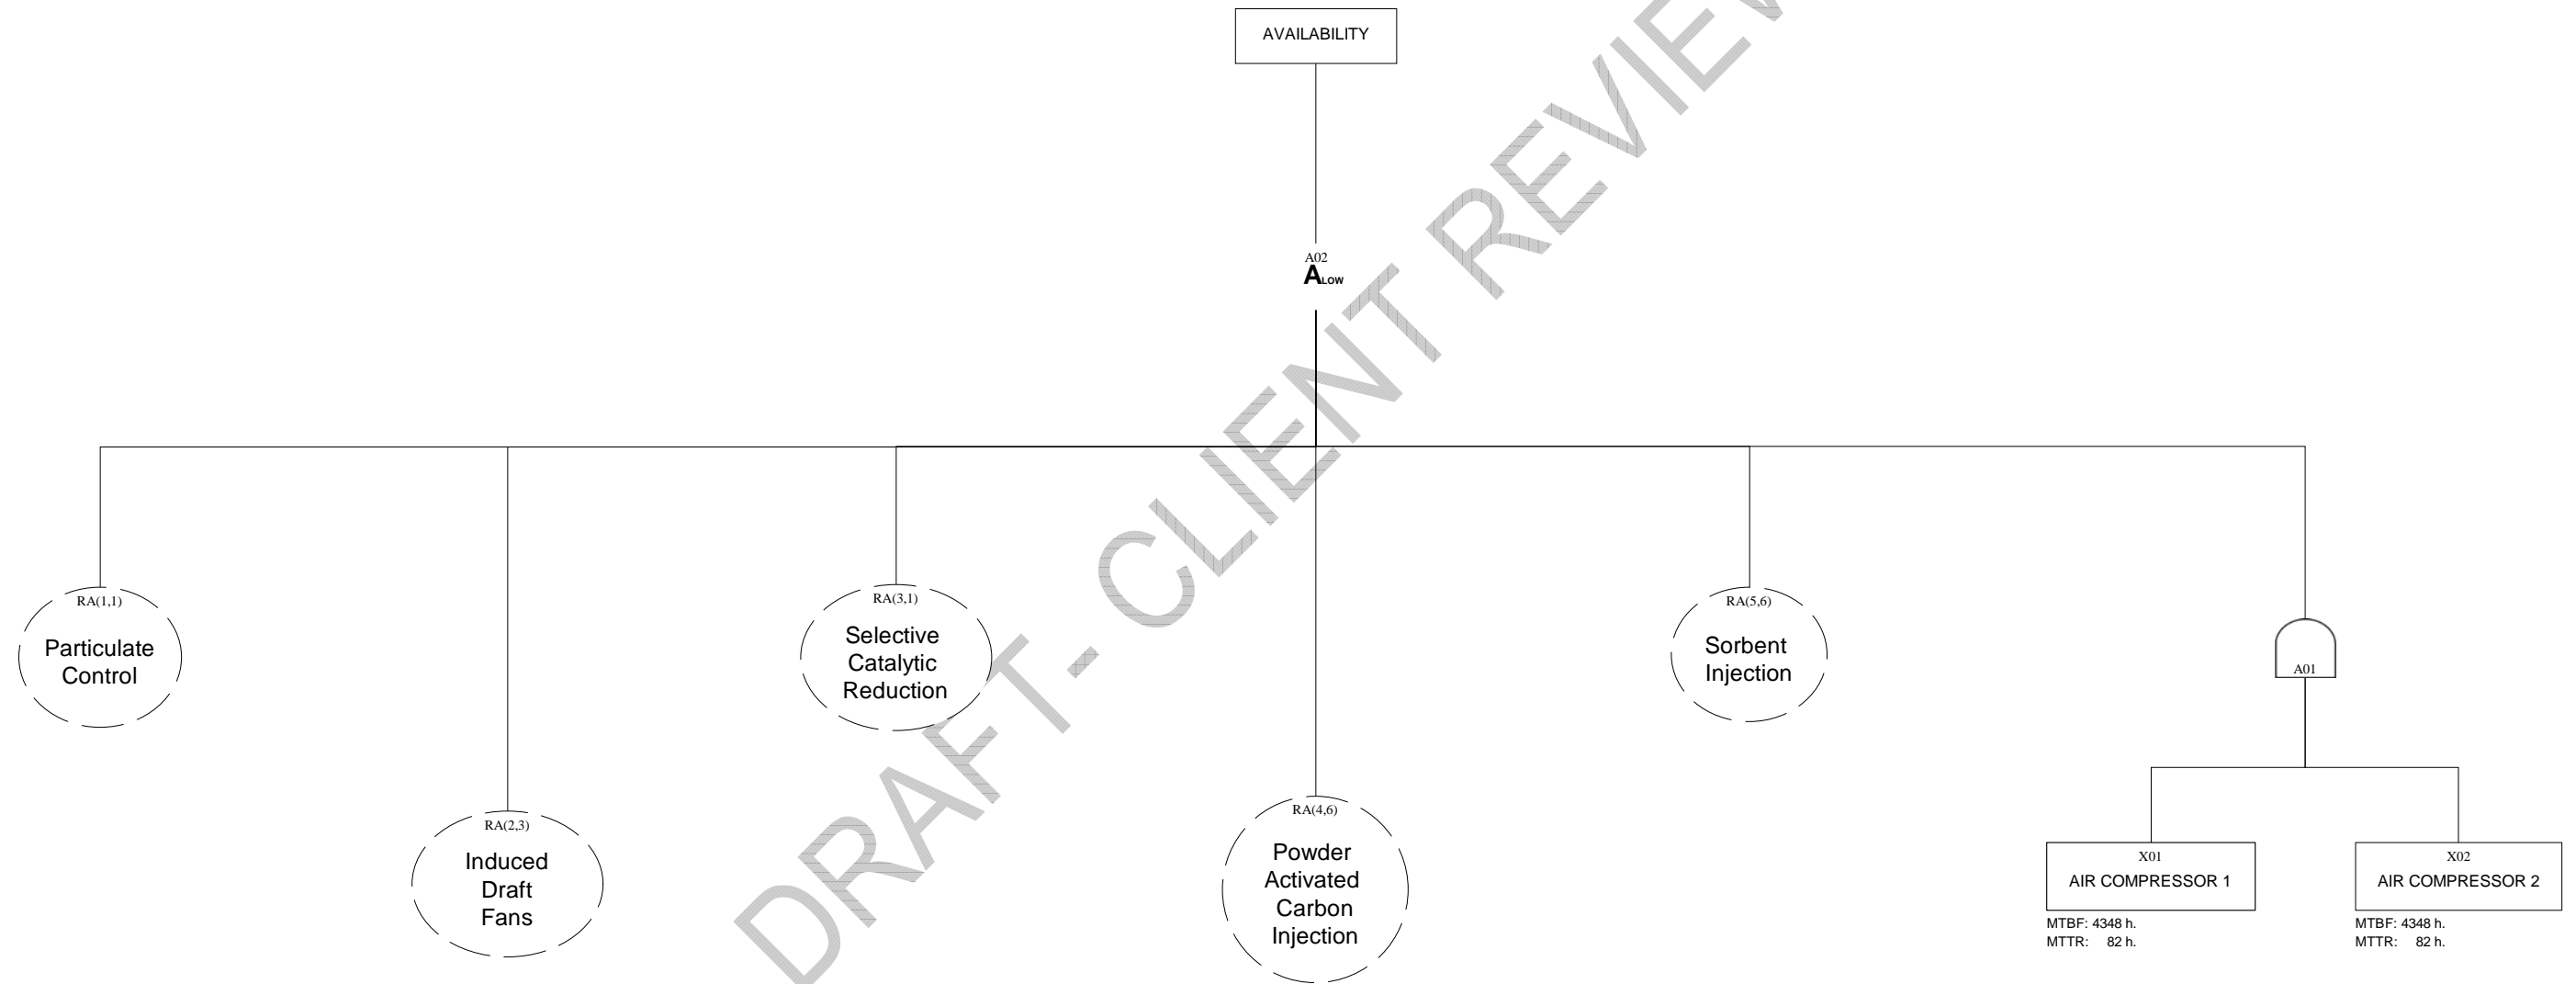 AVAILABILITY
A02
ALOW
RA(1,1)
Particulate
Control
RA(2,3)
Induced
Draft
Fans
RA(3,1)
Selective
Catalytic
Reduction
RA(4,6)
Powder
Activated
Carbon
Injection
RA(5,6)
Sorbent
Injection
A01
X01
AIR COMPRESSOR 1
MTBF: 4348 h.
MTTR: 82 h.
X02
AIR COMPRESSOR 2
MTBF: 4348 h.
MTTR: 82 h.
DRAFT - CLIENT REVIEW